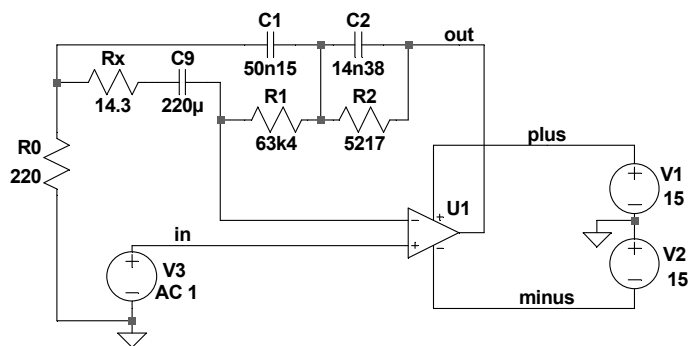 C1
C2
out
50n15
14n38
Rx
C9
14.3
220µ
R1
R2
63k4
5217
R0
220
plus
V1
15
U1
in
V3
AC 1
V2
15
minus